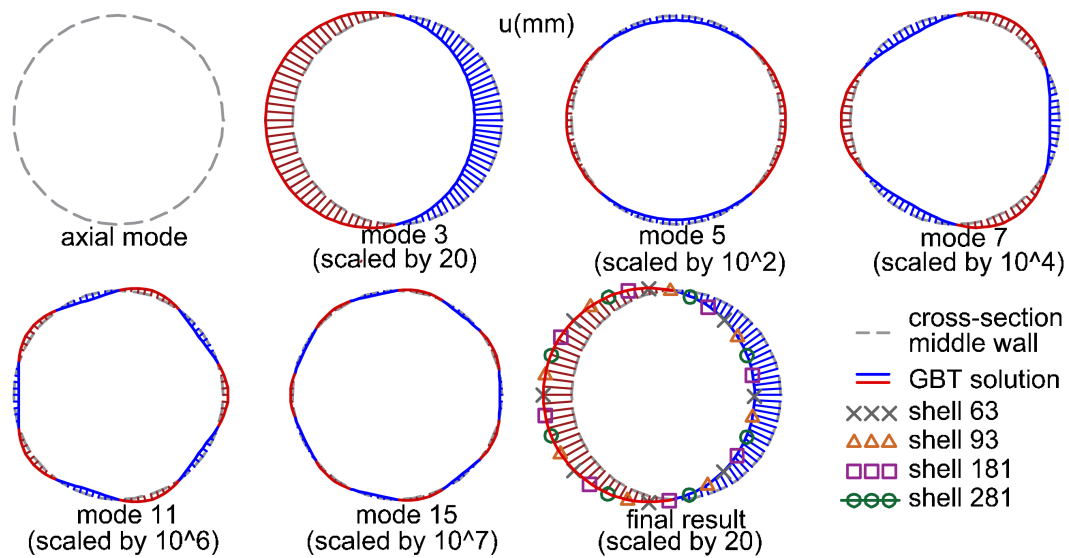 u(mm)
axial mode
mode 3
(scaled by 20)
mode 5
(scaled by 10^2)
mode 7
(scaled by 10^4)
mode 11
(scaled by 10^6)
mode 15
(scaled by 10^7)
final result
(scaled by 20)
cross-section
middle wall
GBT solution
shell 63
shell 93
shell 181
shell 281